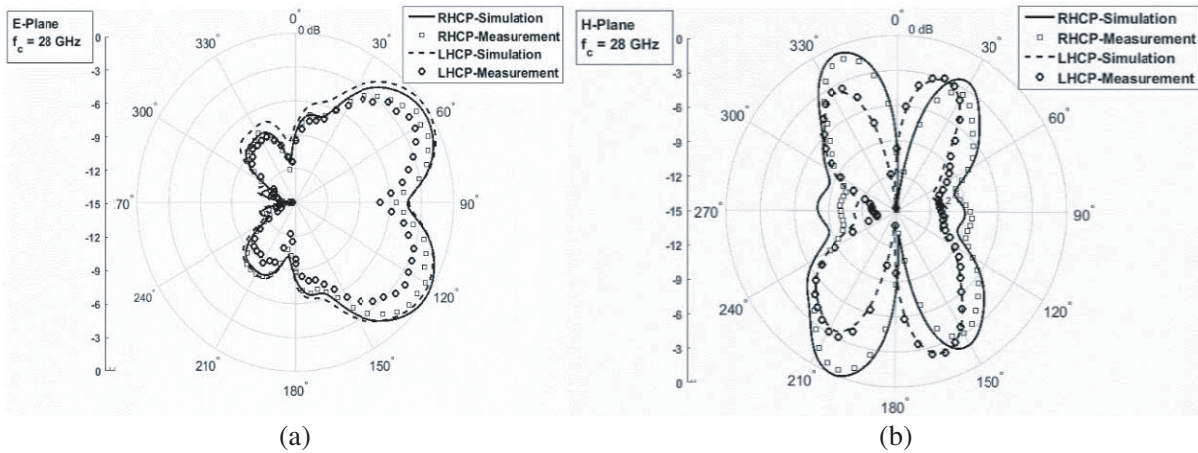 E-Plane
f_c = 28 GHz
RHCP-Simulation
RHCP-Measurement
LHCP-Simulation
LHCP-Measurement
0 dB
0°
30°
60°
90°
120°
150°
180°
210°
240°
70°
300°
330°
0
-3
-6
-9
-12
-15
-12
-9
-6
-3
0
(a)
H-Plane
f_c = 28 GHz
RHCP-Simulation
RHCP-Measurement
LHCP-Simulation
LHCP-Measurement
0 dB
0°
30°
60°
90°
120°
150°
180°
210°
240°
270°
300°
330°
0
-3
-6
-9
-12
-15
-12
-9
-6
-3
0
(b)